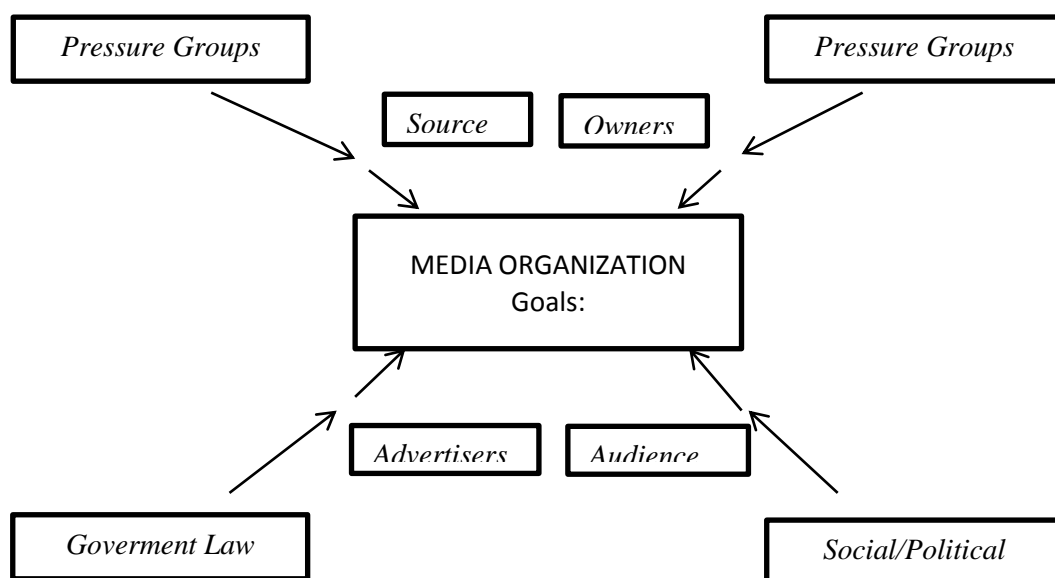 Pressure Groups
Pressure Groups
Source
Owners
MEDIA ORGANIZATION
Goals:
Advertisers
Audience
Goverment Law
Social/Political